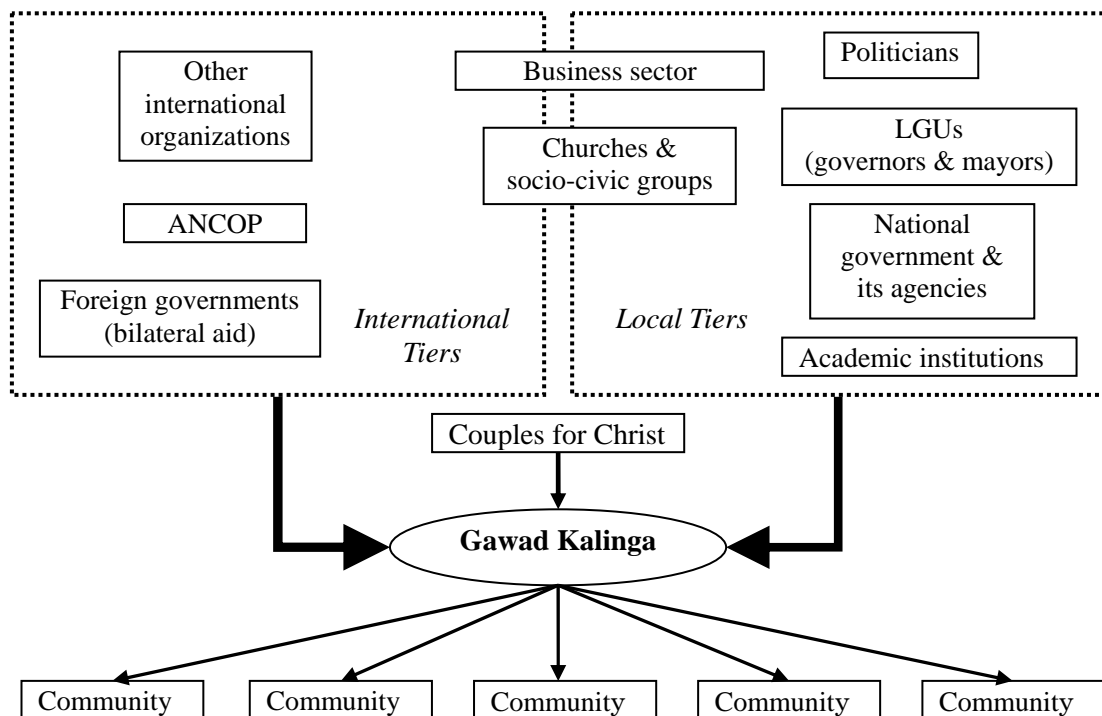 Other
international
organizations
ANCOP
Foreign governments
(bilateral aid)
International
Tiers
Business sector
Churches &
socio-civic groups
Politicians
LGUs
(governors & mayors)
National
government &
its agencies
Local Tiers
Academic institutions
Couples for Christ
Gawad Kalinga
Community
Community
Community
Community
Community